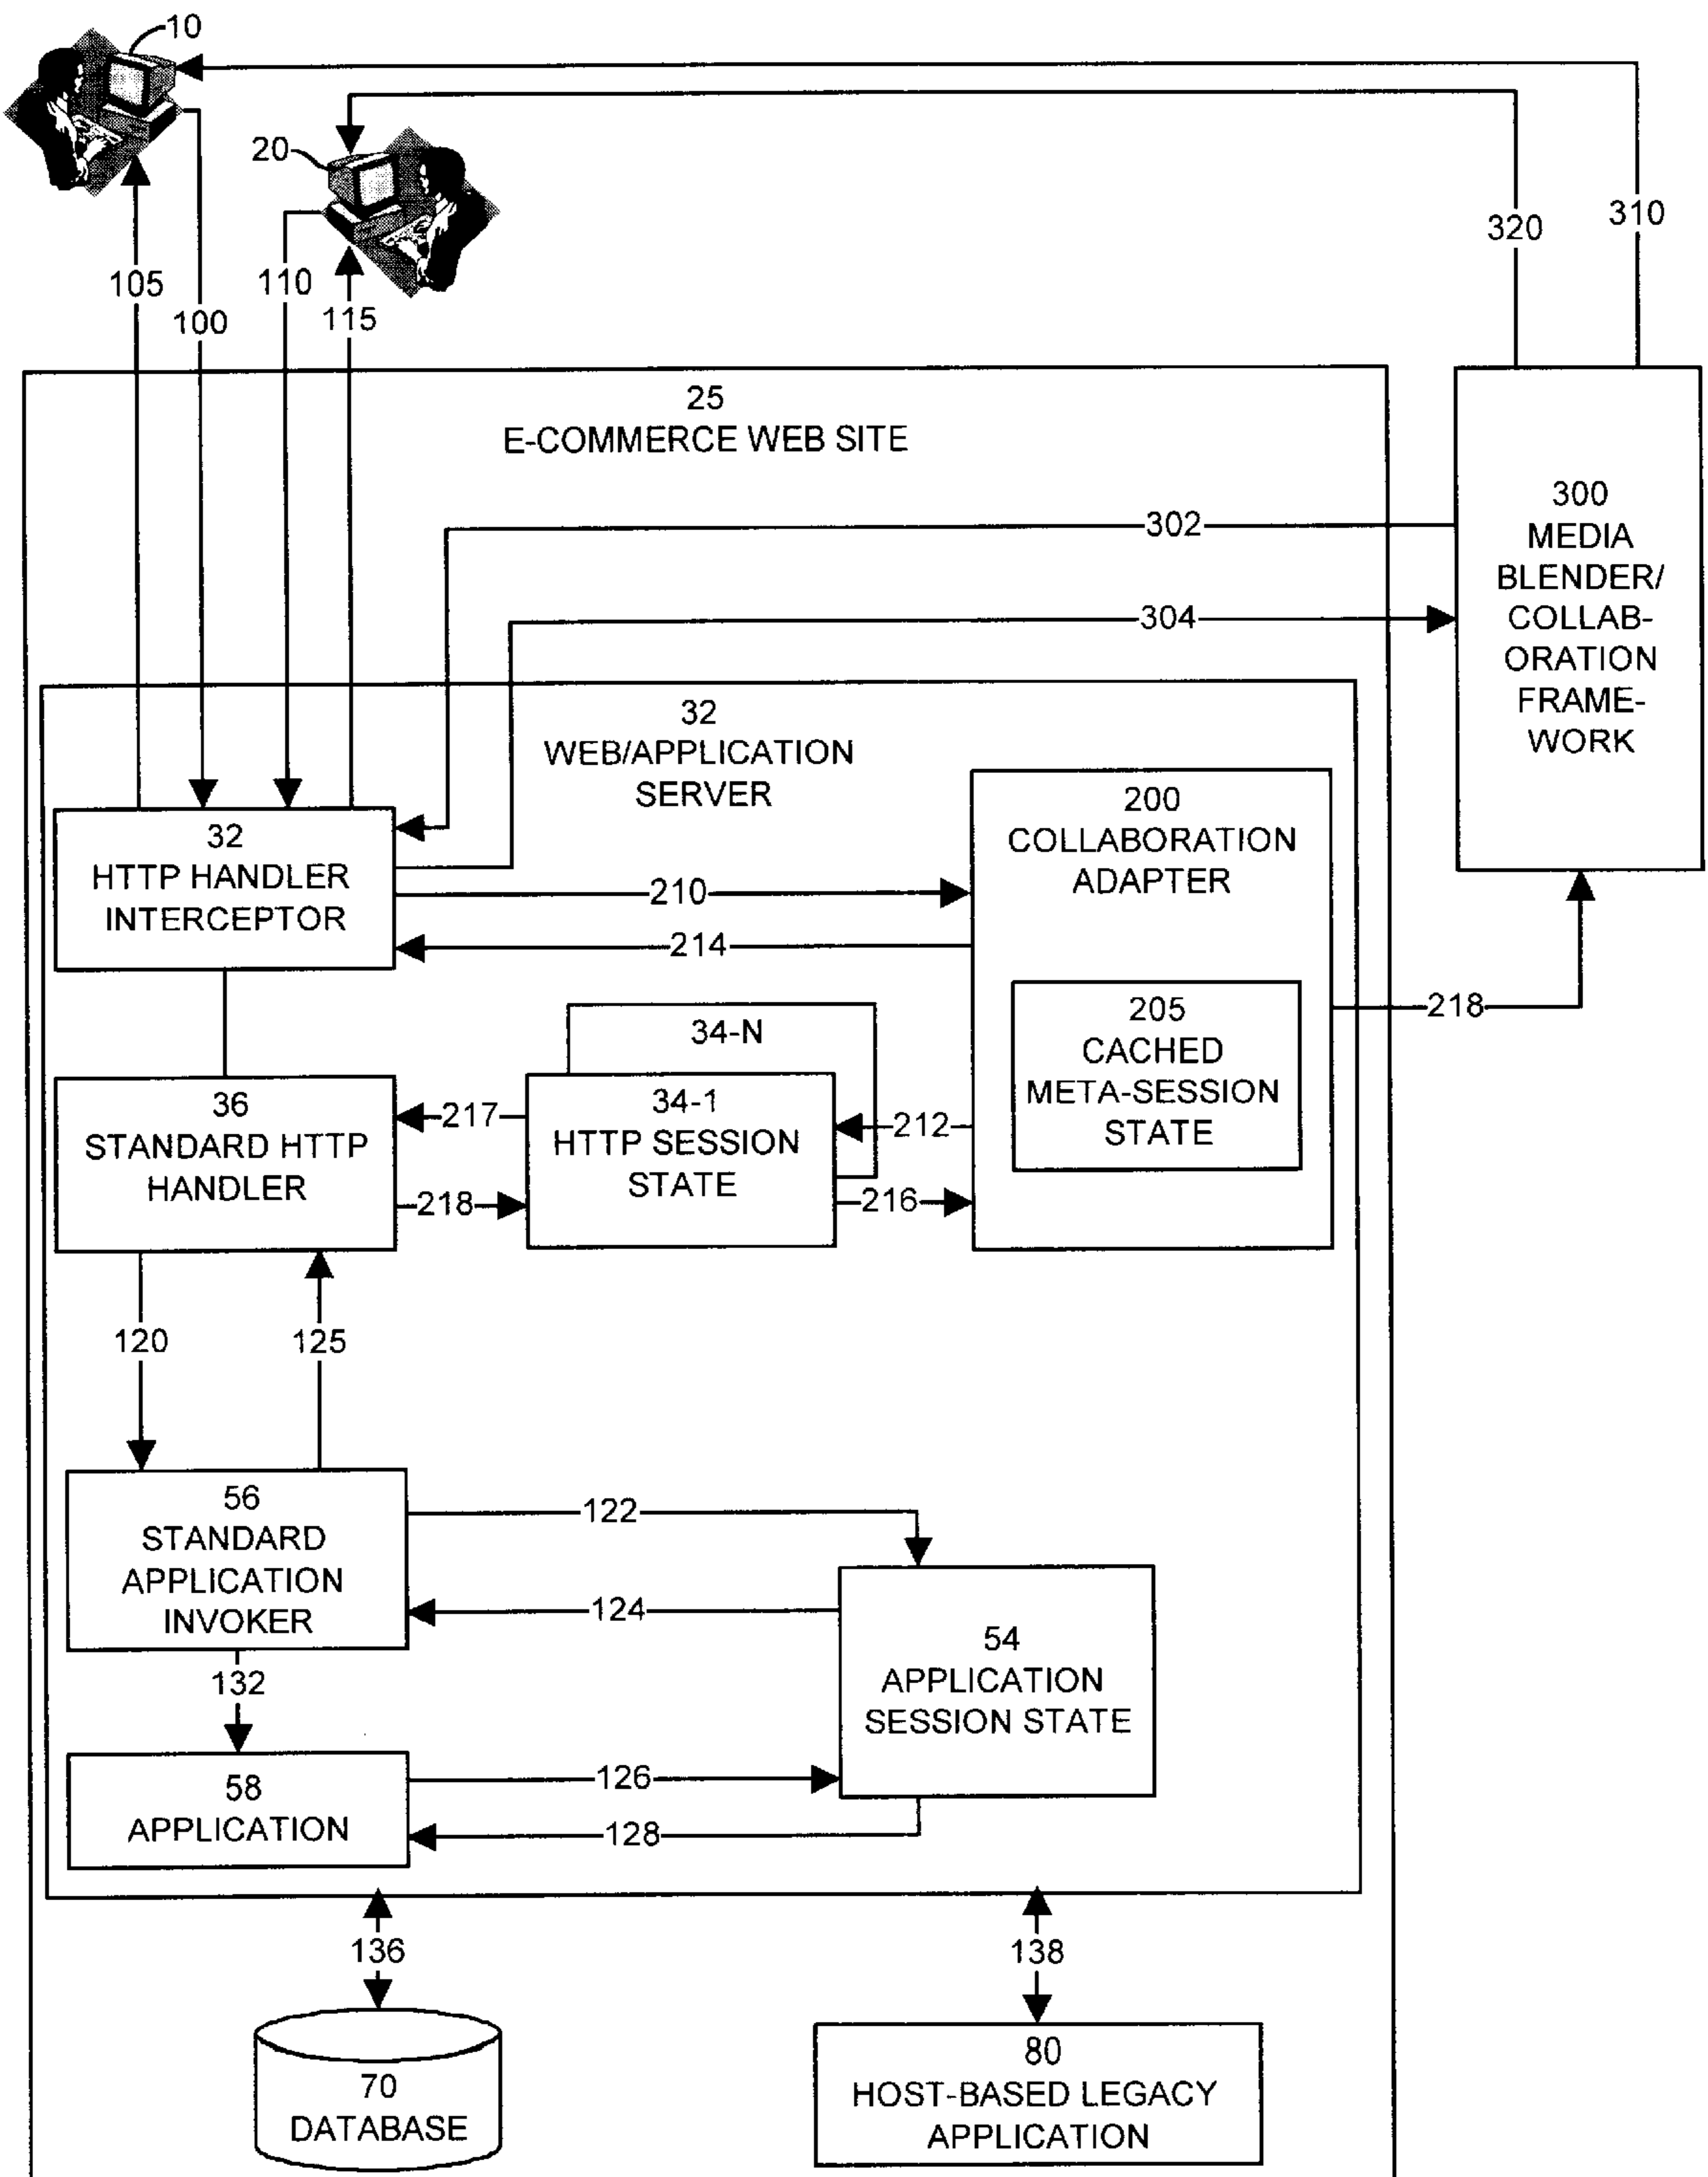 10
20
105
100
110
115
320
310
25
E-COMMERCE WEB SITE
302
304
300
MEDIA
BLENDER/
COLLAB-
ORATION
FRAME-
WORK
32
WEB/APPLICATION
SERVER
32
HTTP HANDLER
INTERCEPTOR
210
214
200
COLLABORATION
ADAPTER
205
CACHED
META-SESSION
STATE
218
34-N
34-1
HTTP SESSION
STATE
36
STANDARD HTTP
HANDLER
217
218
212
216
120
125
56
STANDARD
APPLICATION
INVOKER
122
124
54
APPLICATION
SESSION STATE
132
58
APPLICATION
126
128
136
138
70
DATABASE
80
HOST-BASED LEGACY
APPLICATION